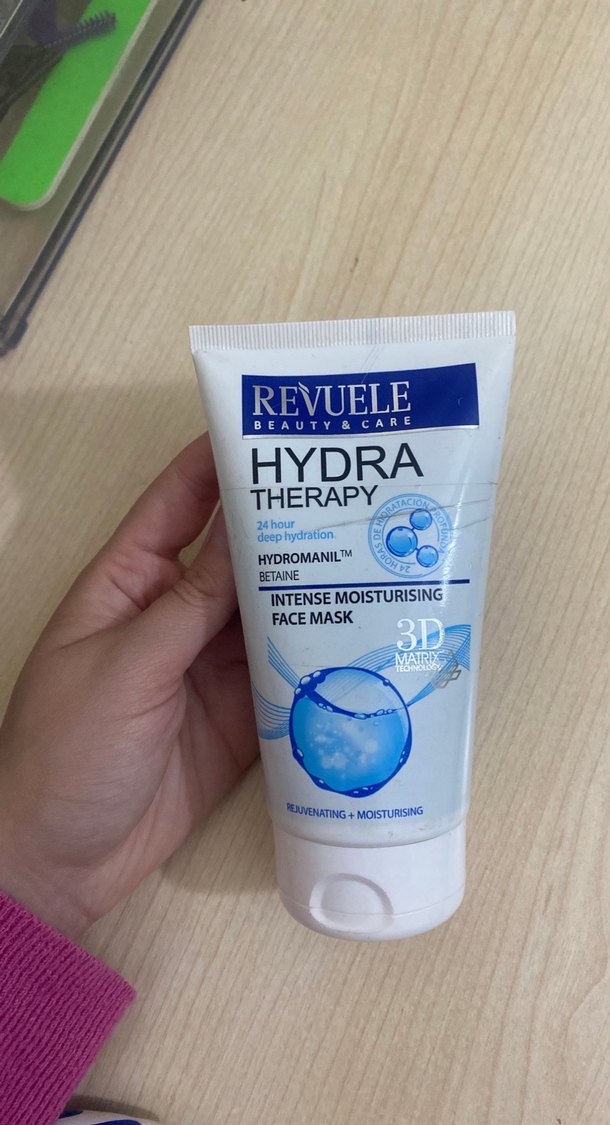 REVUELE
BEAUTY & CARE
HYDRA
THERAPY
24 hour
deep hydration
24 HORAS DE HIDRATACIÓN PROFUNDA
HYDROMANIL™
BETAINE
INTENSE MOISTURISING
FACE MASK
3D
MATRIX
TECHNOLOGY
REJUVENATING + MOISTURISING